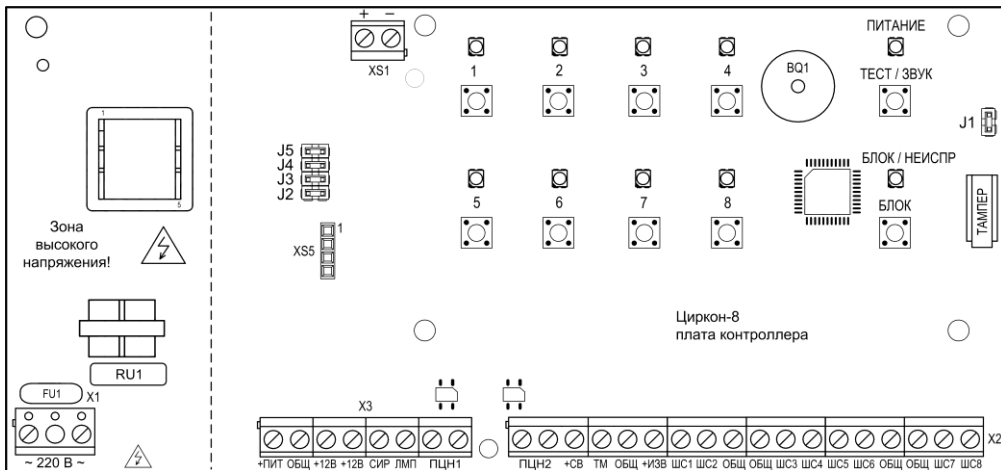 + –
XS1
ПИТАНИЕ
1 2 3 4
BQ1
ТЕСТ / ЗВУК
J1
1
5
J5
J4
J3
J2
БЛОК / НЕИСПР
5 6 7 8
БЛОК
ТАМПЕР
1
XS5
Зона
высокого
напряжения!
Циркон-8
плата контроллера
RU1
FU1
X1
~ 220 В ~
X3
+ПИТ ОБЩ +12В +12В СИР ЛМП ПЦН1
ПЦН2 +СВ ТМ ОБЩ +ИЗВ ШС1 ШС2 ОБЩ ОБЩ ШС3 ШС4 ШС5 ШС6 ОБЩ ОБЩ ШС7 ШС8
X2